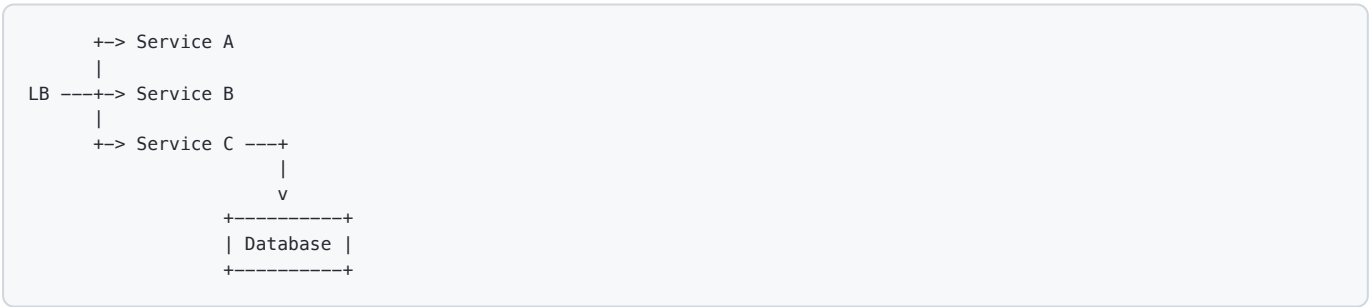 +-> Service A
      |
LB ---+-> Service B
      |
      +-> Service C ---+
                       |
                       v
                  +----------+
                  | Database |
                  +----------+